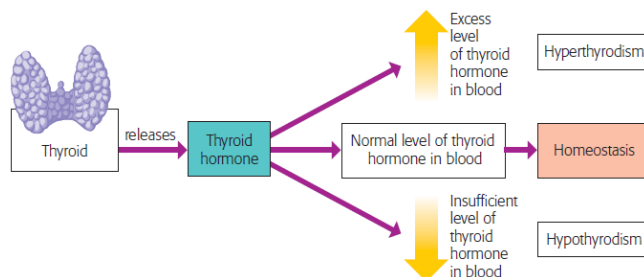 Thyroid
releases
Thyroid
hormone
Excess
level
of thyroid
hormone
in blood
Hyperthyrodism
Normal level of thyroid
hormone in blood
Homeostasis
Insufficient
level of
thyroid
hormone
in blood
Hypothyrodism